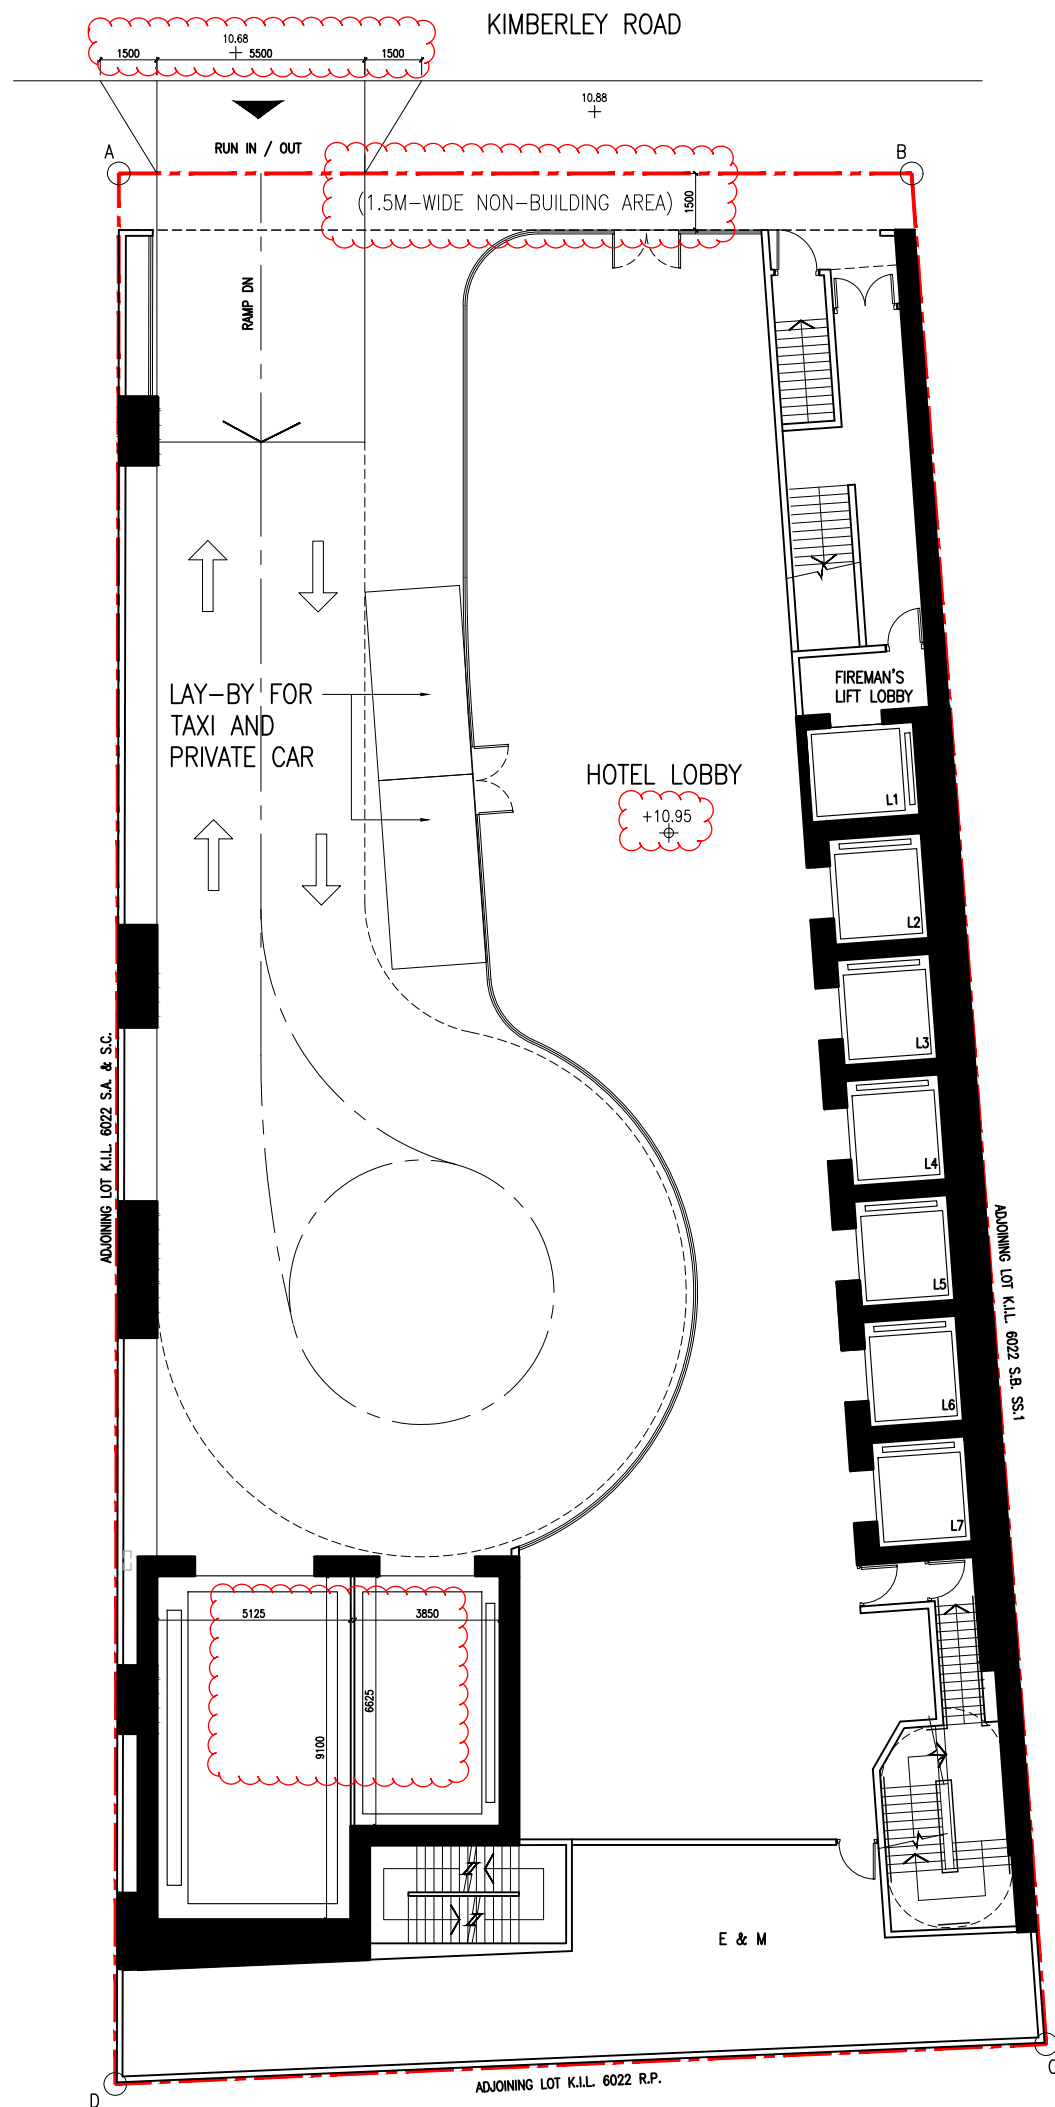 KIMBERLEY ROAD
10.68
1500
5500
1500
10.88
RUN IN / OUT
A
B
(1.5M-WIDE NON-BUILDING AREA)
1500
RAMP DN
LAY-BY FOR
TAXI AND
PRIVATE CAR
FIREMAN'S
LIFT LOBBY
HOTEL LOBBY
+10.95
L1
L2
L3
L4
L5
L6
L7
ADJOINING LOT K.I.L. 6022 S.A. & S.C.
ADJOINING LOT K.I.L. 6022 S.B. SS.1
5125
3850
6625
9100
E & M
C
D
ADJOINING LOT K.I.L. 6022 R.P.